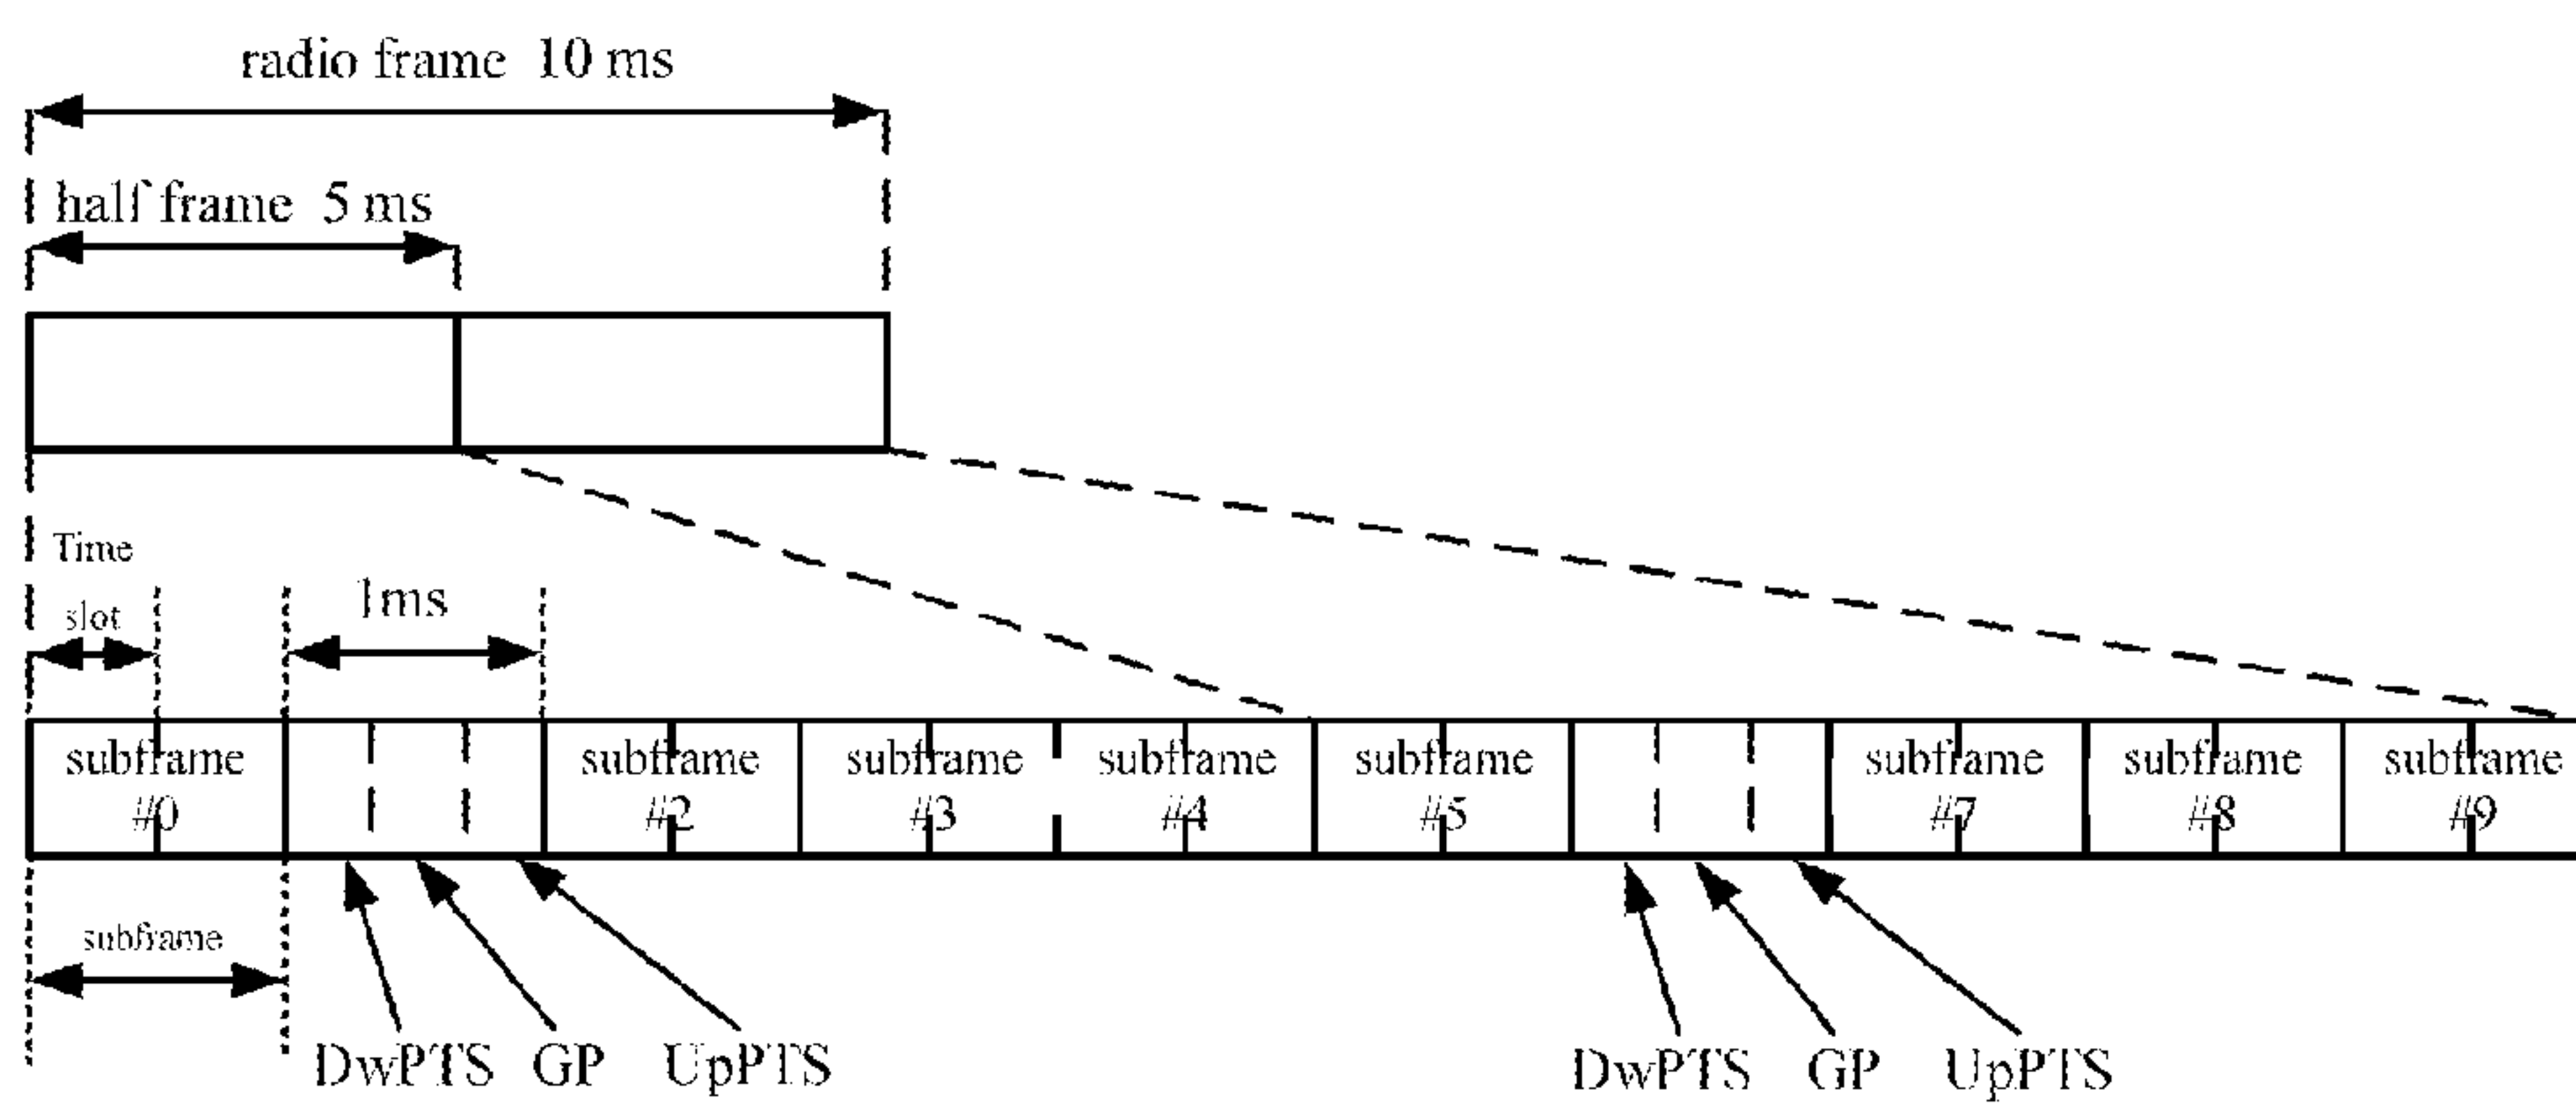 radio frame 10 ms
half frame 5 ms
Time
slot
1ms
subframe
#0
subframe
#2
subframe
#3
subframe
#4
subframe
#5
subframe
#7
subframe
#8
subframe
#9
subframe
DwPTS GP UpPTS
DwPTS GP UpPTS